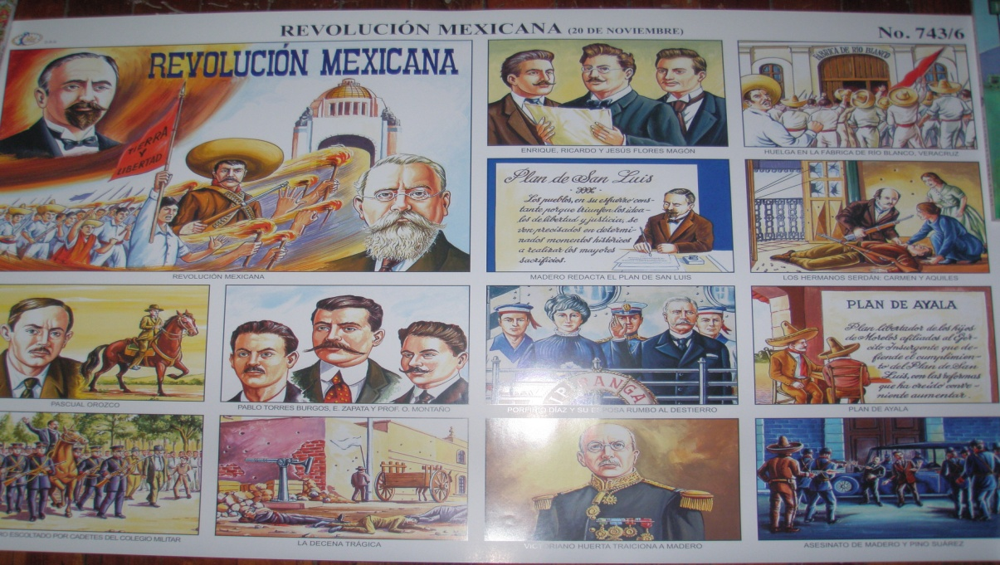 REVOLUCIÓN MEXICANA (20 DE NOVIEMBRE)
No. 743/6
REVOLUCIÓN MEXICANA
TIERRA
Y
LIBERTAD
REVOLUCIÓN MEXICANA
ENRIQUE, RICARDO Y JESÚS FLORES MAGÓN
FÁBRICA DE RÍO BLANCO
HUELGA EN LA FÁBRICA DE RÍO BLANCO, VERACRUZ
Plan de San Luis
Los pueblos, en su esfuerzo cons-
tante porque triunfen los idea-
les de libertad y justicia, se
ven precisados en determi-
nados momentos históricos
a realizar los mayores
sacrificios.
MADERO REDACTA EL PLAN DE SAN LUIS
LOS HERMANOS SERDÁN: CARMEN Y AQUILES
PASCUAL OROZCO
PABLO TORRES BURGOS, E. ZAPATA Y PROF. O. MONTAÑO
IPIRANGA
PORFIRIO DÍAZ Y SU ESPOSA RUMBO AL DESTIERRO
PLAN DE AYALA
Plan libertador de los hijos
de Morelos afiliados al Ejér-
cito Insurgente que de-
fiende el cumplimien-
to del Plan de San
Luis, con las reformas
que ha creído conve-
niente aumentar.
PLAN DE AYALA
RO ESCOLTADO POR CADETES DEL COLEGIO MILITAR
LA DECENA TRÁGICA
VICTORIANO HUERTA TRAICIONA A MADERO
ASESINATO DE MADERO Y PINO SUÁREZ